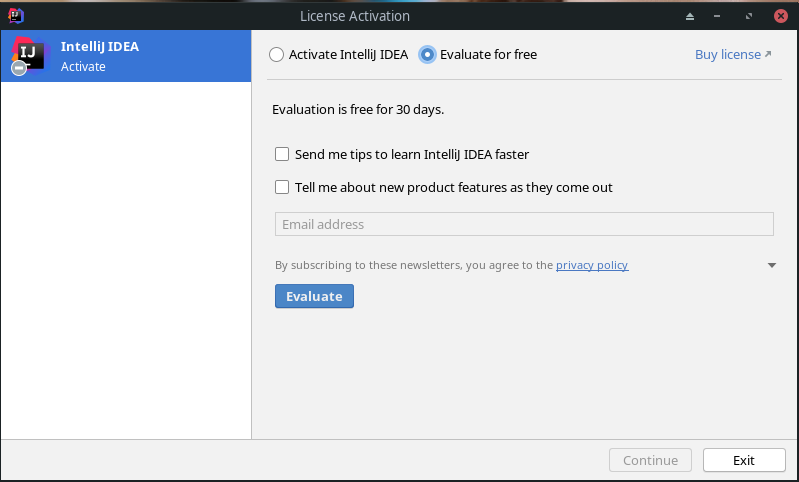 License Activation
IJ
IntelliJ IDEA
Activate
Activate IntelliJ IDEA
Evaluate for free
Buy license
Evaluation is free for 30 days.
Send me tips to learn IntelliJ IDEA faster
Tell me about new product features as they come out
Email address
By subscribing to these newsletters, you agree to the privacy policy
Evaluate
Continue
Exit